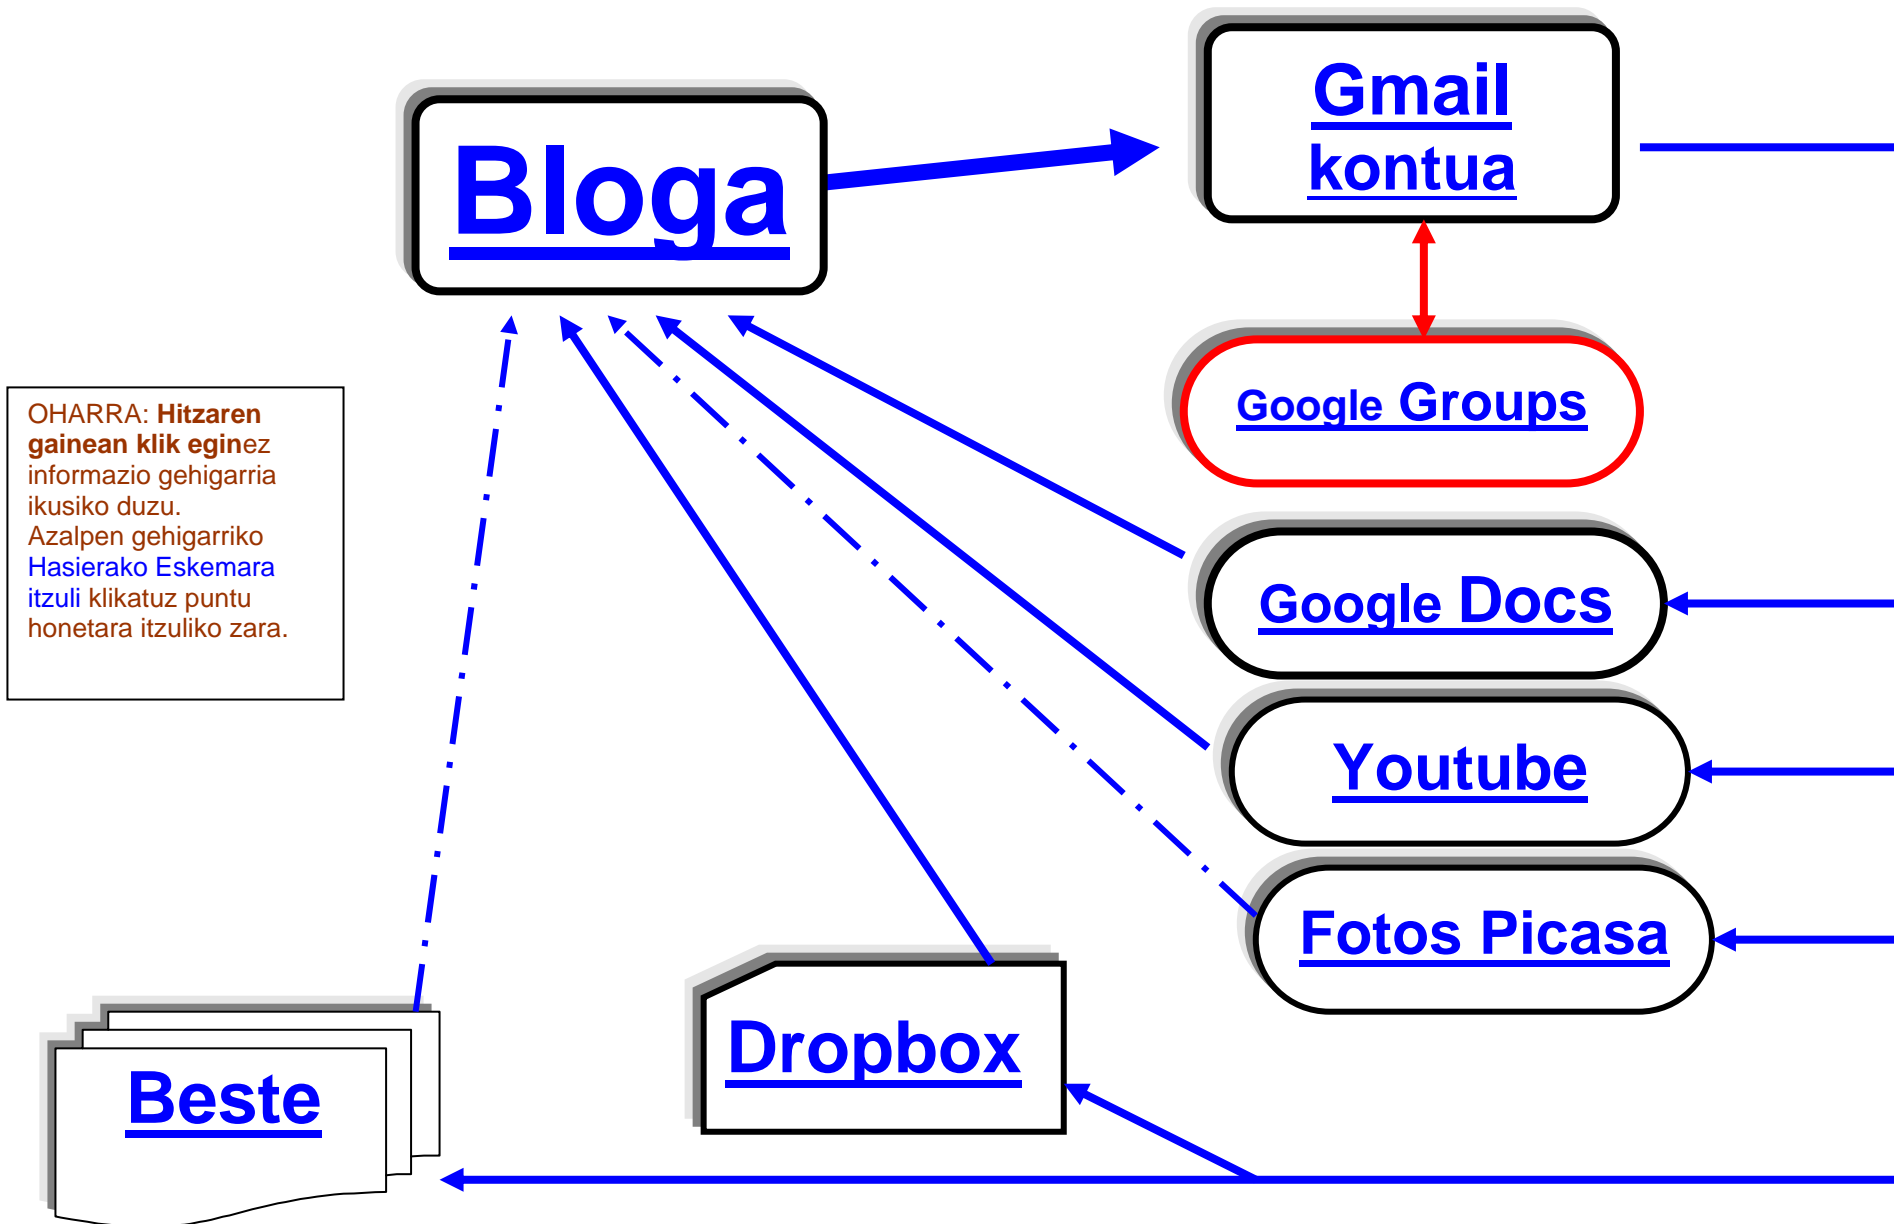 Gmail
kontua
Bloga
Google Groups
OHARRA: Hitzaren
gainean klik eginez
informazio gehigarria
ikusiko duzu.
Azalpen gehigarriko
Hasierako Eskemara
itzuli klikatuz puntu
honetara itzuliko zara.
Google Docs
Youtube
Fotos Picasa
Dropbox
Beste